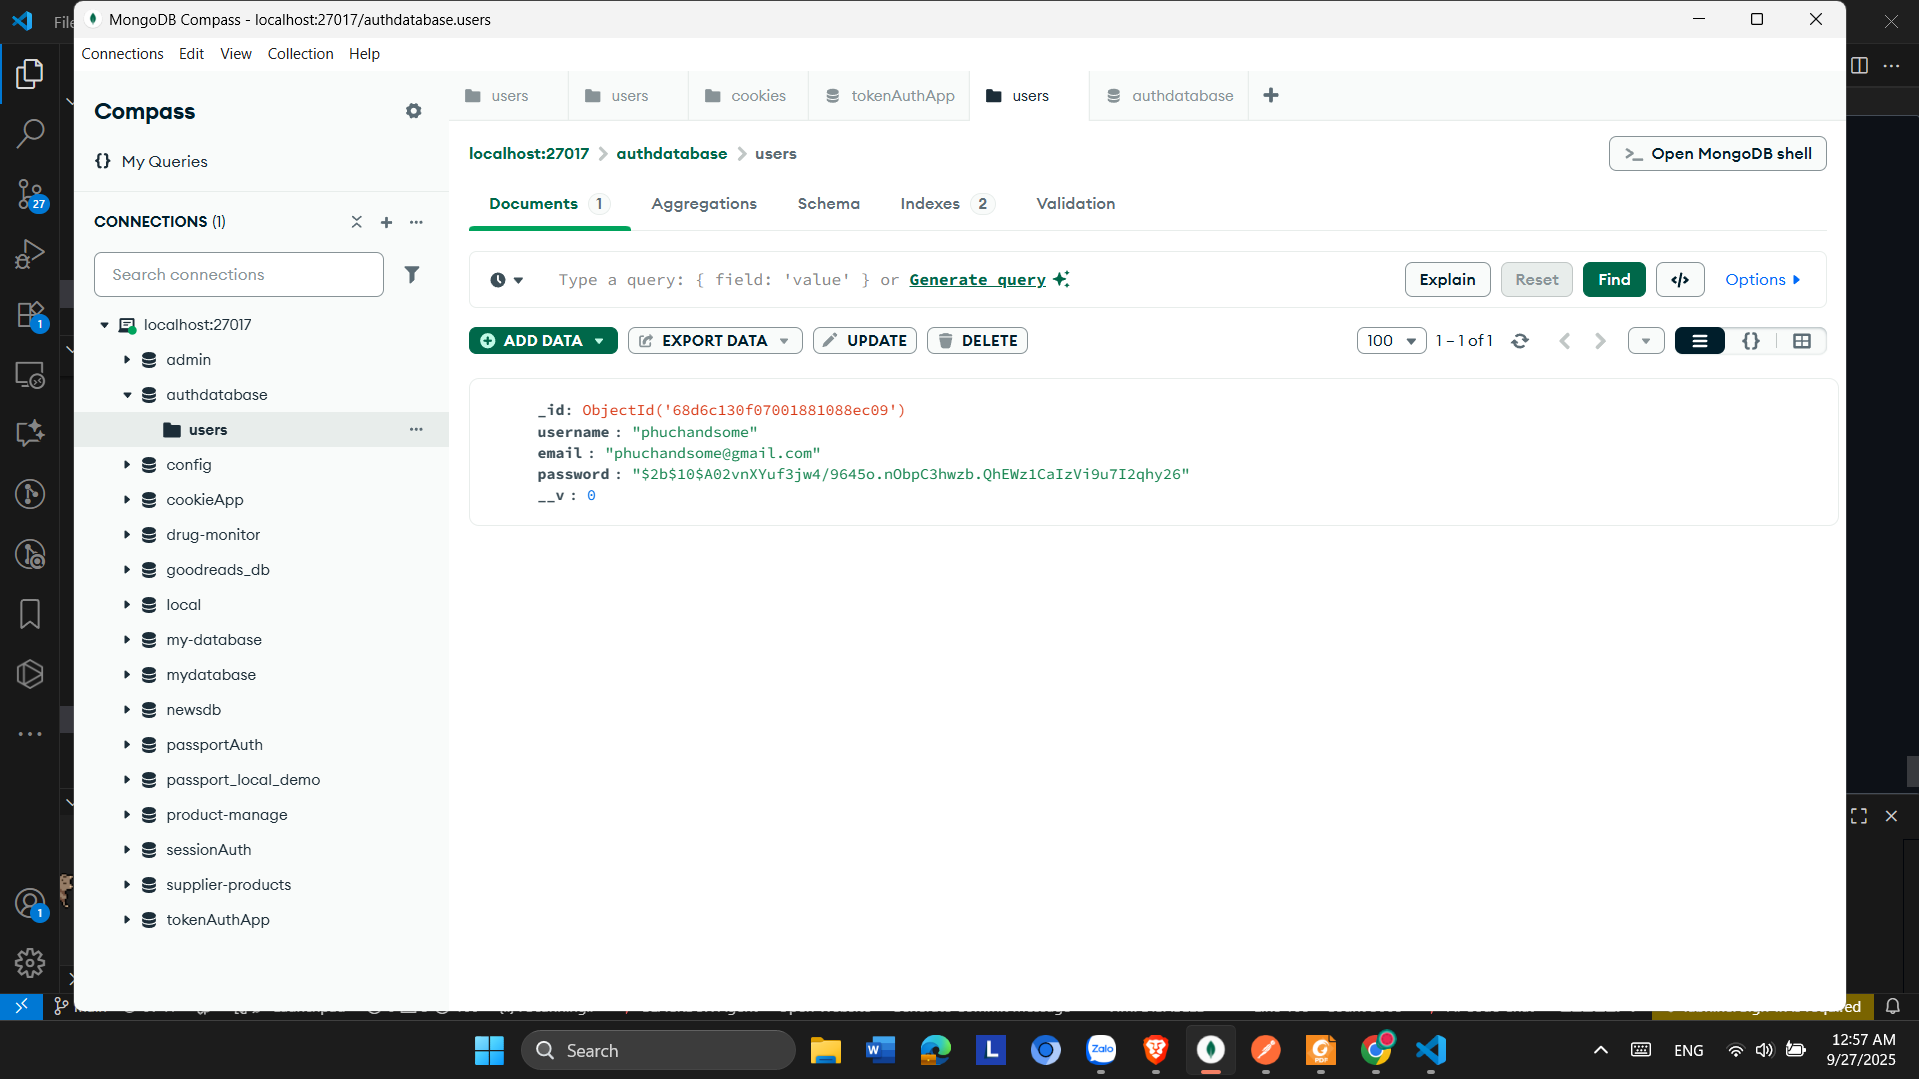 File
MongoDB Compass - localhost:27017/authdatabase.users
Connections Edit View Collection Help
Compass
My Queries
CONNECTIONS (1)
Search connections
localhost:27017
admin
authdatabase
users
config
cookieApp
drug-monitor
goodreads_db
local
my-database
mydatabase
newsdb
passportAuth
passport_local_demo
product-manage
sessionAuth
supplier-products
tokenAuthApp
users users cookies tokenAuthApp users authdatabase
localhost:27017 > authdatabase > users
>_ Open MongoDB shell
Documents 1 Aggregations Schema Indexes 2 Validation
Type a query: { field: 'value' } or Generate query
Explain Reset Find </> Options
ADD DATA EXPORT DATA UPDATE DELETE
100 1 – 1 of 1 {}
_id: ObjectId('68d6c130f07001881088ec09')
username : "phuchandsome"
email : "phuchandsome@gmail.com"
password : "$2b$10$A02vnXYuf3jw4/9645o.nObpC3hwzb.QhEWz1CaIzVi9u7I2qhy26"
__v : 0
27
1
1
Search
Zalo
L
PDF
ENG
12:57 AM
9/27/2025